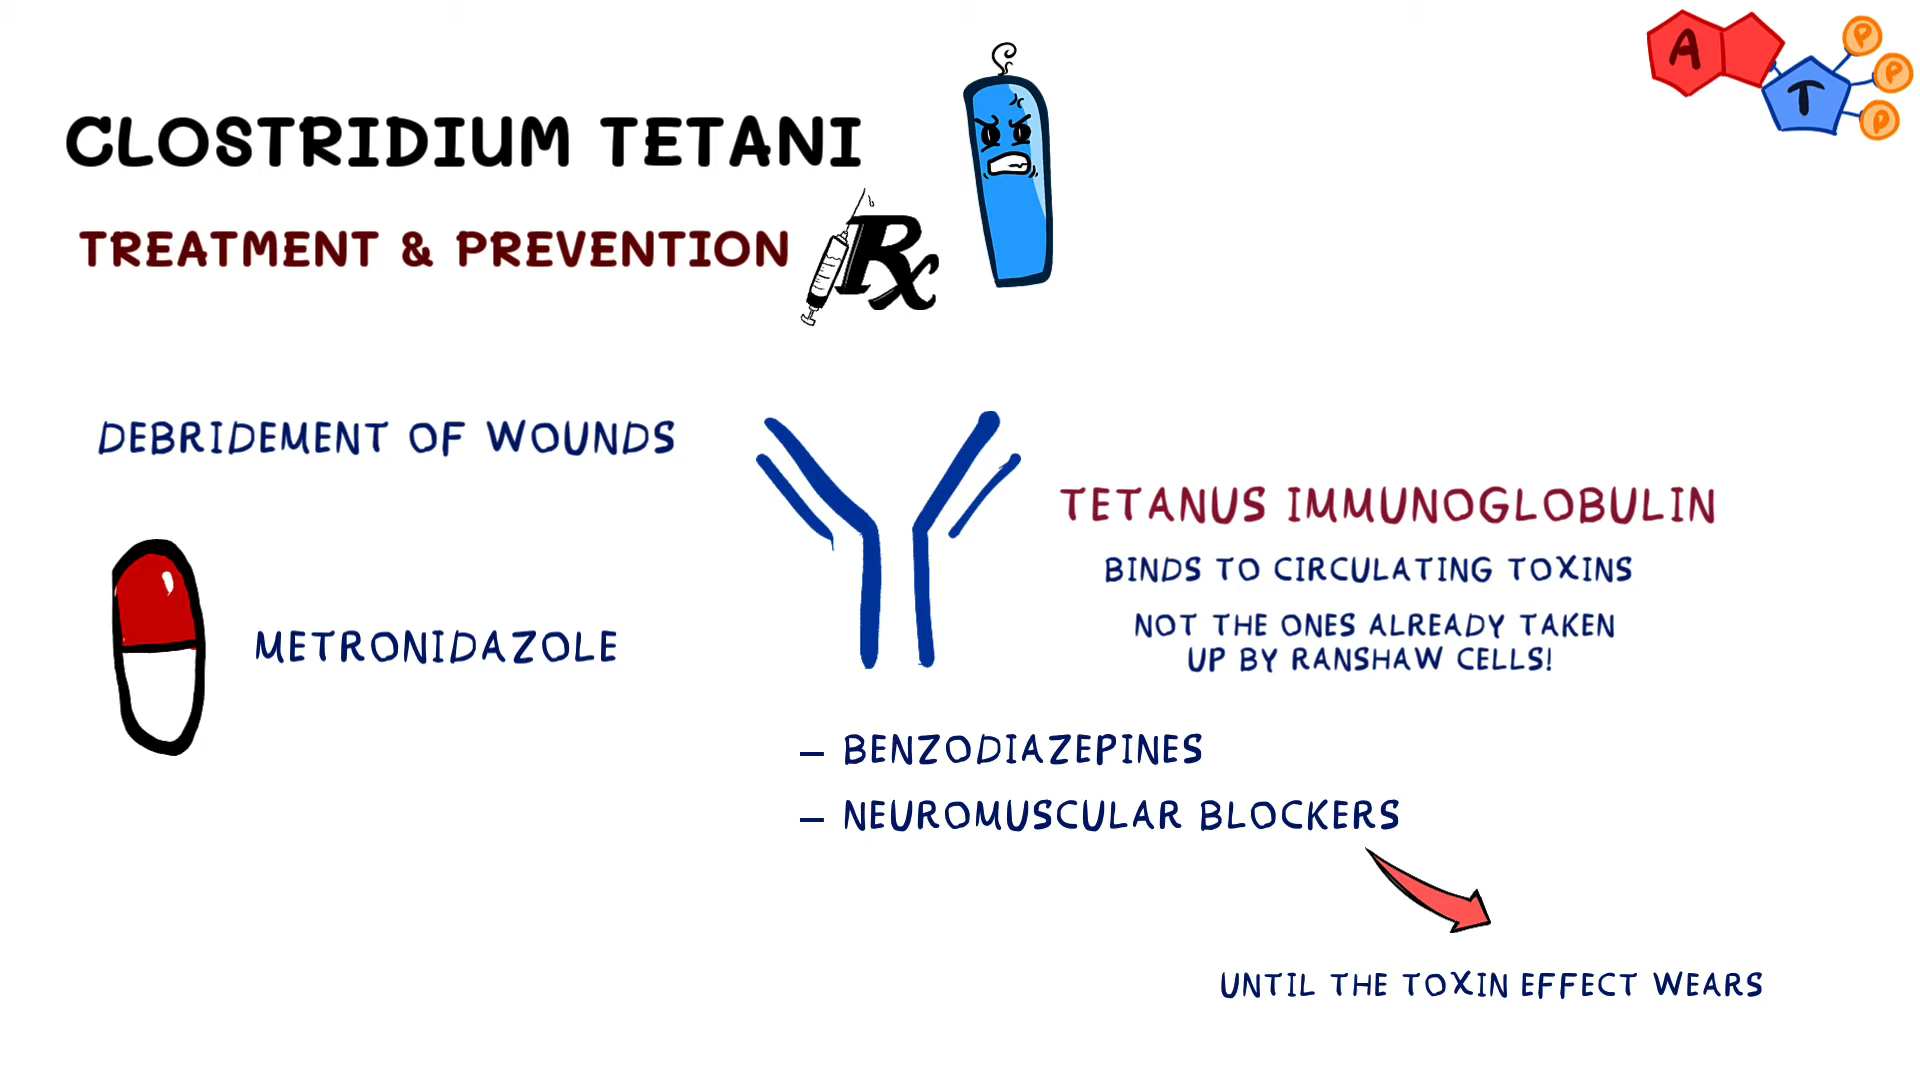 CLOSTRIDIUM TETANI
TREATMENT & PREVENTION
Rx
A
T
P
P
P
DEBRIDEMENT OF WOUNDS
METRONIDAZOLE
TETANUS IMMUNOGLOBULIN
BINDS TO CIRCULATING TOXINS
NOT THE ONES ALREADY TAKEN
UP BY RANSHAW CELLS!
– BENZODIAZEPINES
– NEUROMUSCULAR BLOCKERS
UNTIL THE TOXIN EFFECT WEARS